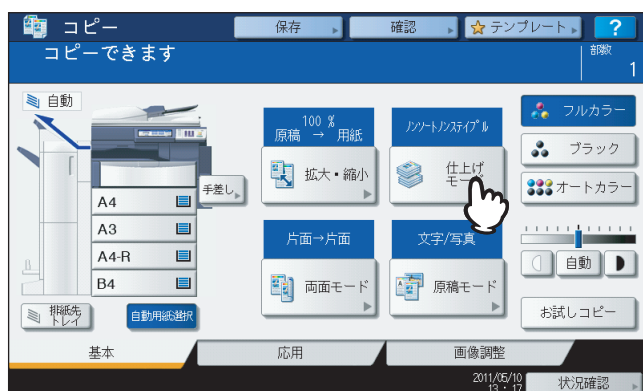 コピー
保存
確認
テンプレート
?
コピーできます
部数
1
自動
100 %
原稿 → 用紙
ノンソートノンステイプル
フルカラー
拡大・縮小
仕上げ
モード
ブラック
手差し
オートカラー
A4
A3
A4-R
B4
片面→片面
文字/写真
両面モード
原稿モード
自動
排紙先
トレイ
自動用紙選択
お試しコピー
基本
応用
画像調整
2011/05/10
13 : 17
状況確認